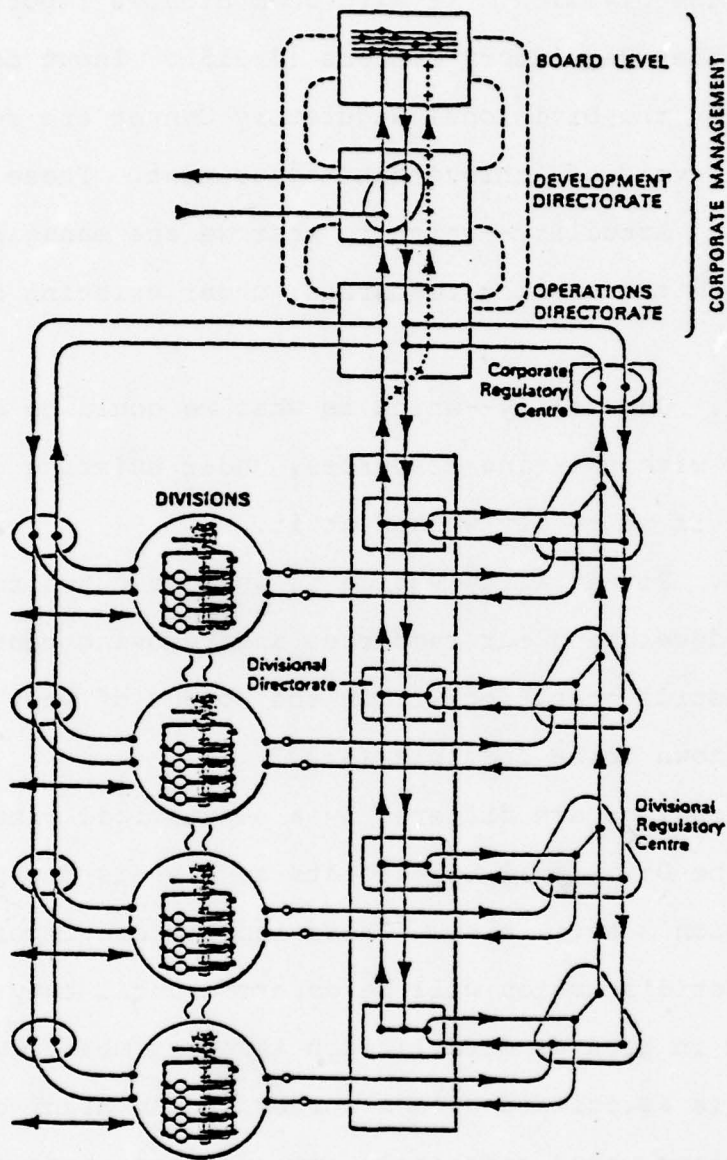 BOARD LEVEL
DEVELOPMENT
DIRECTORATE
OPERATIONS
DIRECTORATE
CORPORATE MANAGEMENT
Corporate
Regulatory
Centre
DIVISIONS
Divisional
Directorate
Divisional
Regulatory
Centre